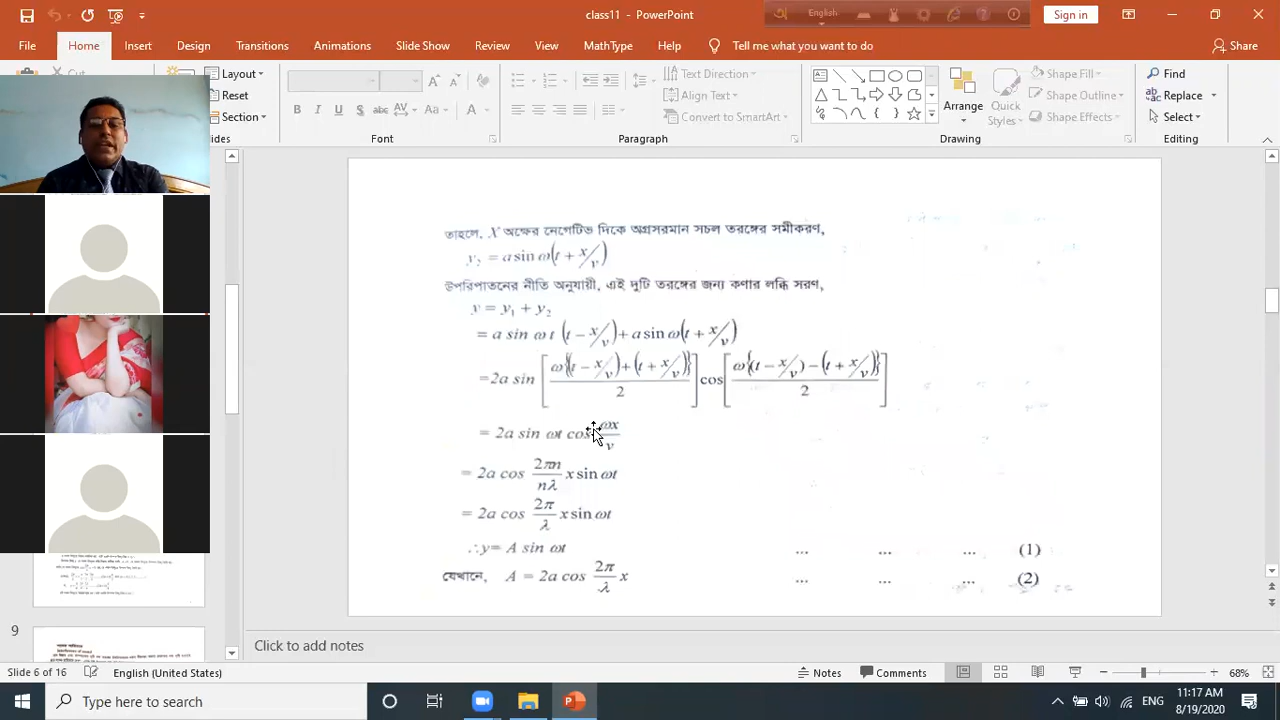 class11 - PowerPoint
English
Sign in
File Home Insert Design Transitions Animations Slide Show Review View MathType Help Tell me what you want to do Share
Cut
Layout
Reset
Section
Text Direction
Align Text
Convert to SmartArt
Arrange
Quick Styles
Shape Fill
Shape Outline
Shape Effects
Find
Replace
Select
Font Paragraph Drawing Editing
তাহলে, X অক্ষের নেগেটিভ দিকে অগ্রসরমান সচল তরঙ্গের সমীকরণ,
y₂ = a sin ω(t + x/v)
উপরিপাতনের নীতি অনুযায়ী, এই দুটি তরঙ্গের জন্য কণার লব্ধি সরণ,
y = y₁ + y₂
= a sin ω t (t − x/v) + a sin ω(t + x/v)
=2a sin [ω{(t − x/v)+(t + x/v)}/2] cos[ω{(t − x/v) − (t + x/v)}/2]
= 2a sin ωt cos ωx/v
= 2a cos 2πn/nλ x sin ωt
= 2a cos 2π/λ x sin ωt
∴y= A sin ωt ... ... ... (1)
যেখানে, A = 2a cos 2π/λ x ... ... ... (2)
9
Click to add notes
Slide 6 of 16 English (United States) Notes Comments 68%
Type here to search
ENG
11:17 AM
8/19/2020